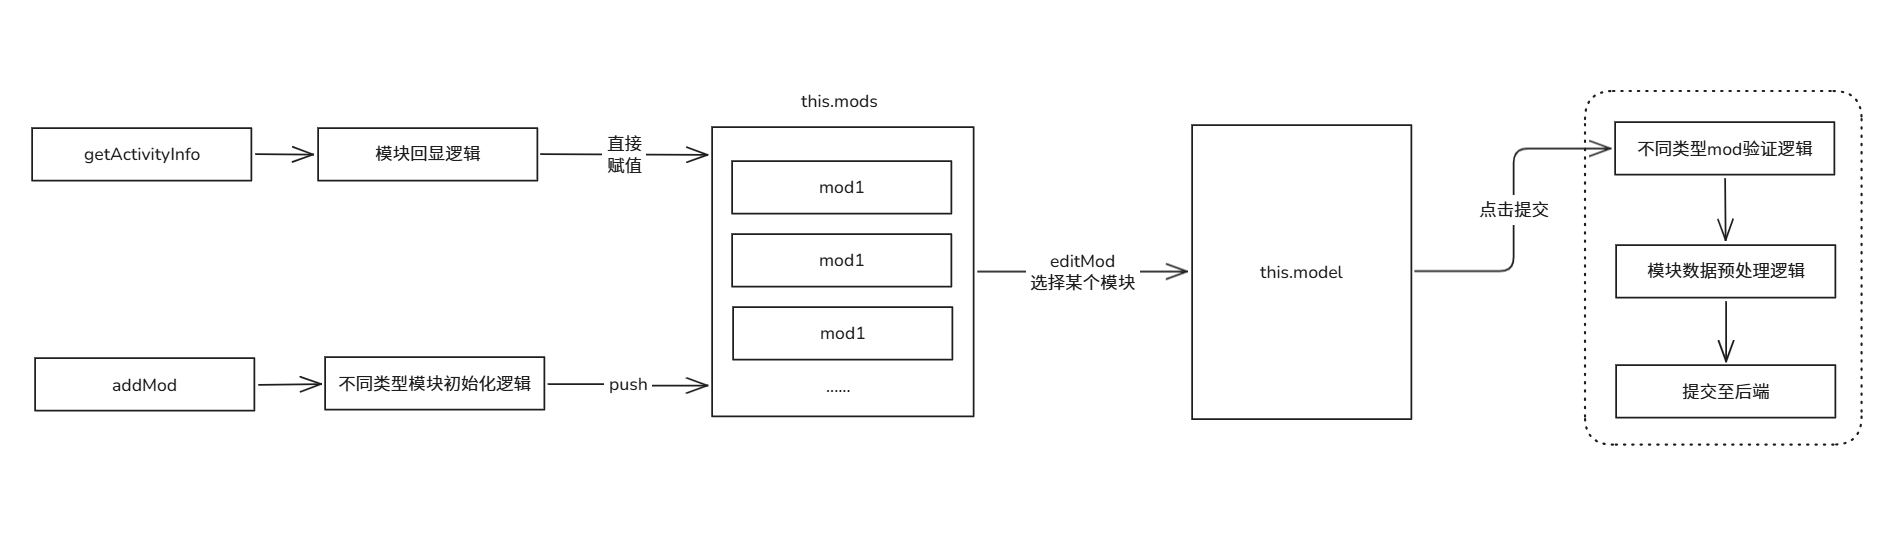 this.mods
getActivityInfo
模块回显逻辑
直接
赋值
mod1
mod1
mod1
......
addMod
不同类型模块初始化逻辑
push
editMod
选择某个模块
this.model
点击提交
不同类型mod验证逻辑
模块数据预处理逻辑
提交至后端